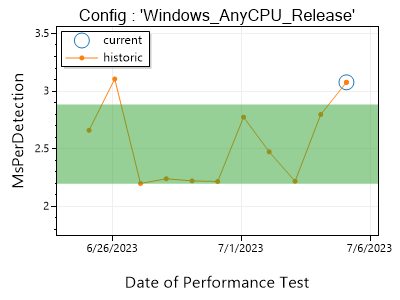 Config : 'Windows_AnyCPU_Release'
current
historic
3.5
3
2.5
2
MsPerDetection
6/26/2023
7/1/2023
7/6/2023
Date of Performance Test